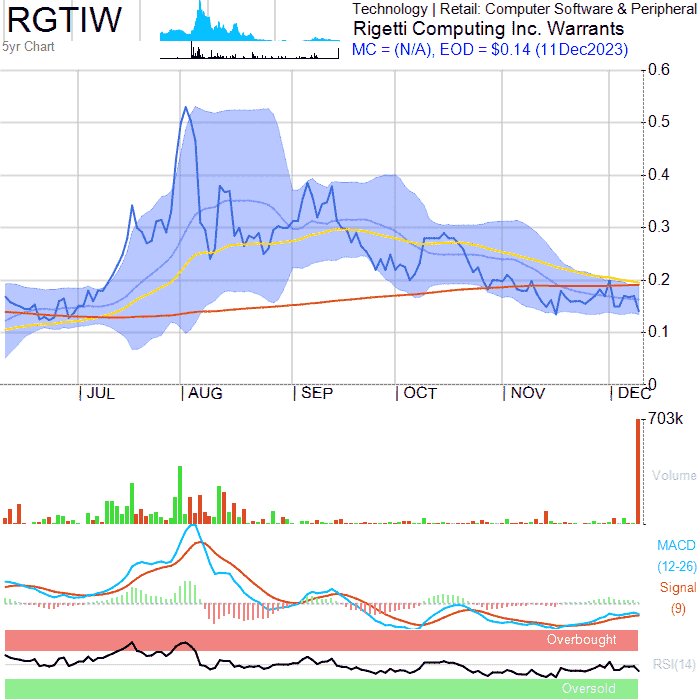 RGTIW
5yr Chart
Technology | Retail: Computer Software & Peripheral
Rigetti Computing Inc. Warrants
MC = (N/A), EOD = $0.14 (11Dec2023)
0.6
0.5
0.4
0.3
0.2
0.1
0
JUL AUG SEP OCT NOV DEC
703k
Volume
MACD
(12-26)
Signal
(9)
Overbought
RSI(14)
Oversold